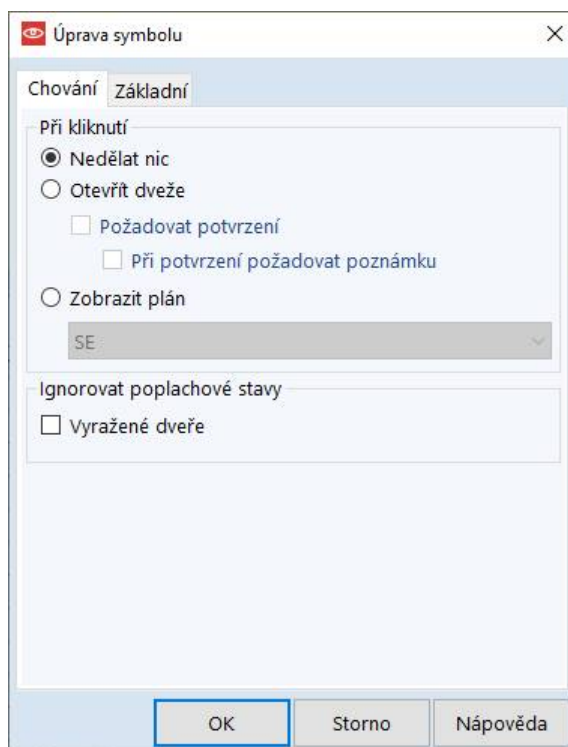 Úprava symbolu
Chování Základní
Při kliknutí
Nedělat nic
Otevřít dveže
Požadovat potvrzení
Při potvrzení požadovat poznámku
Zobrazit plán
SE
Ignorovat poplachové stavy
Vyražené dveře
OK Storno Nápověda